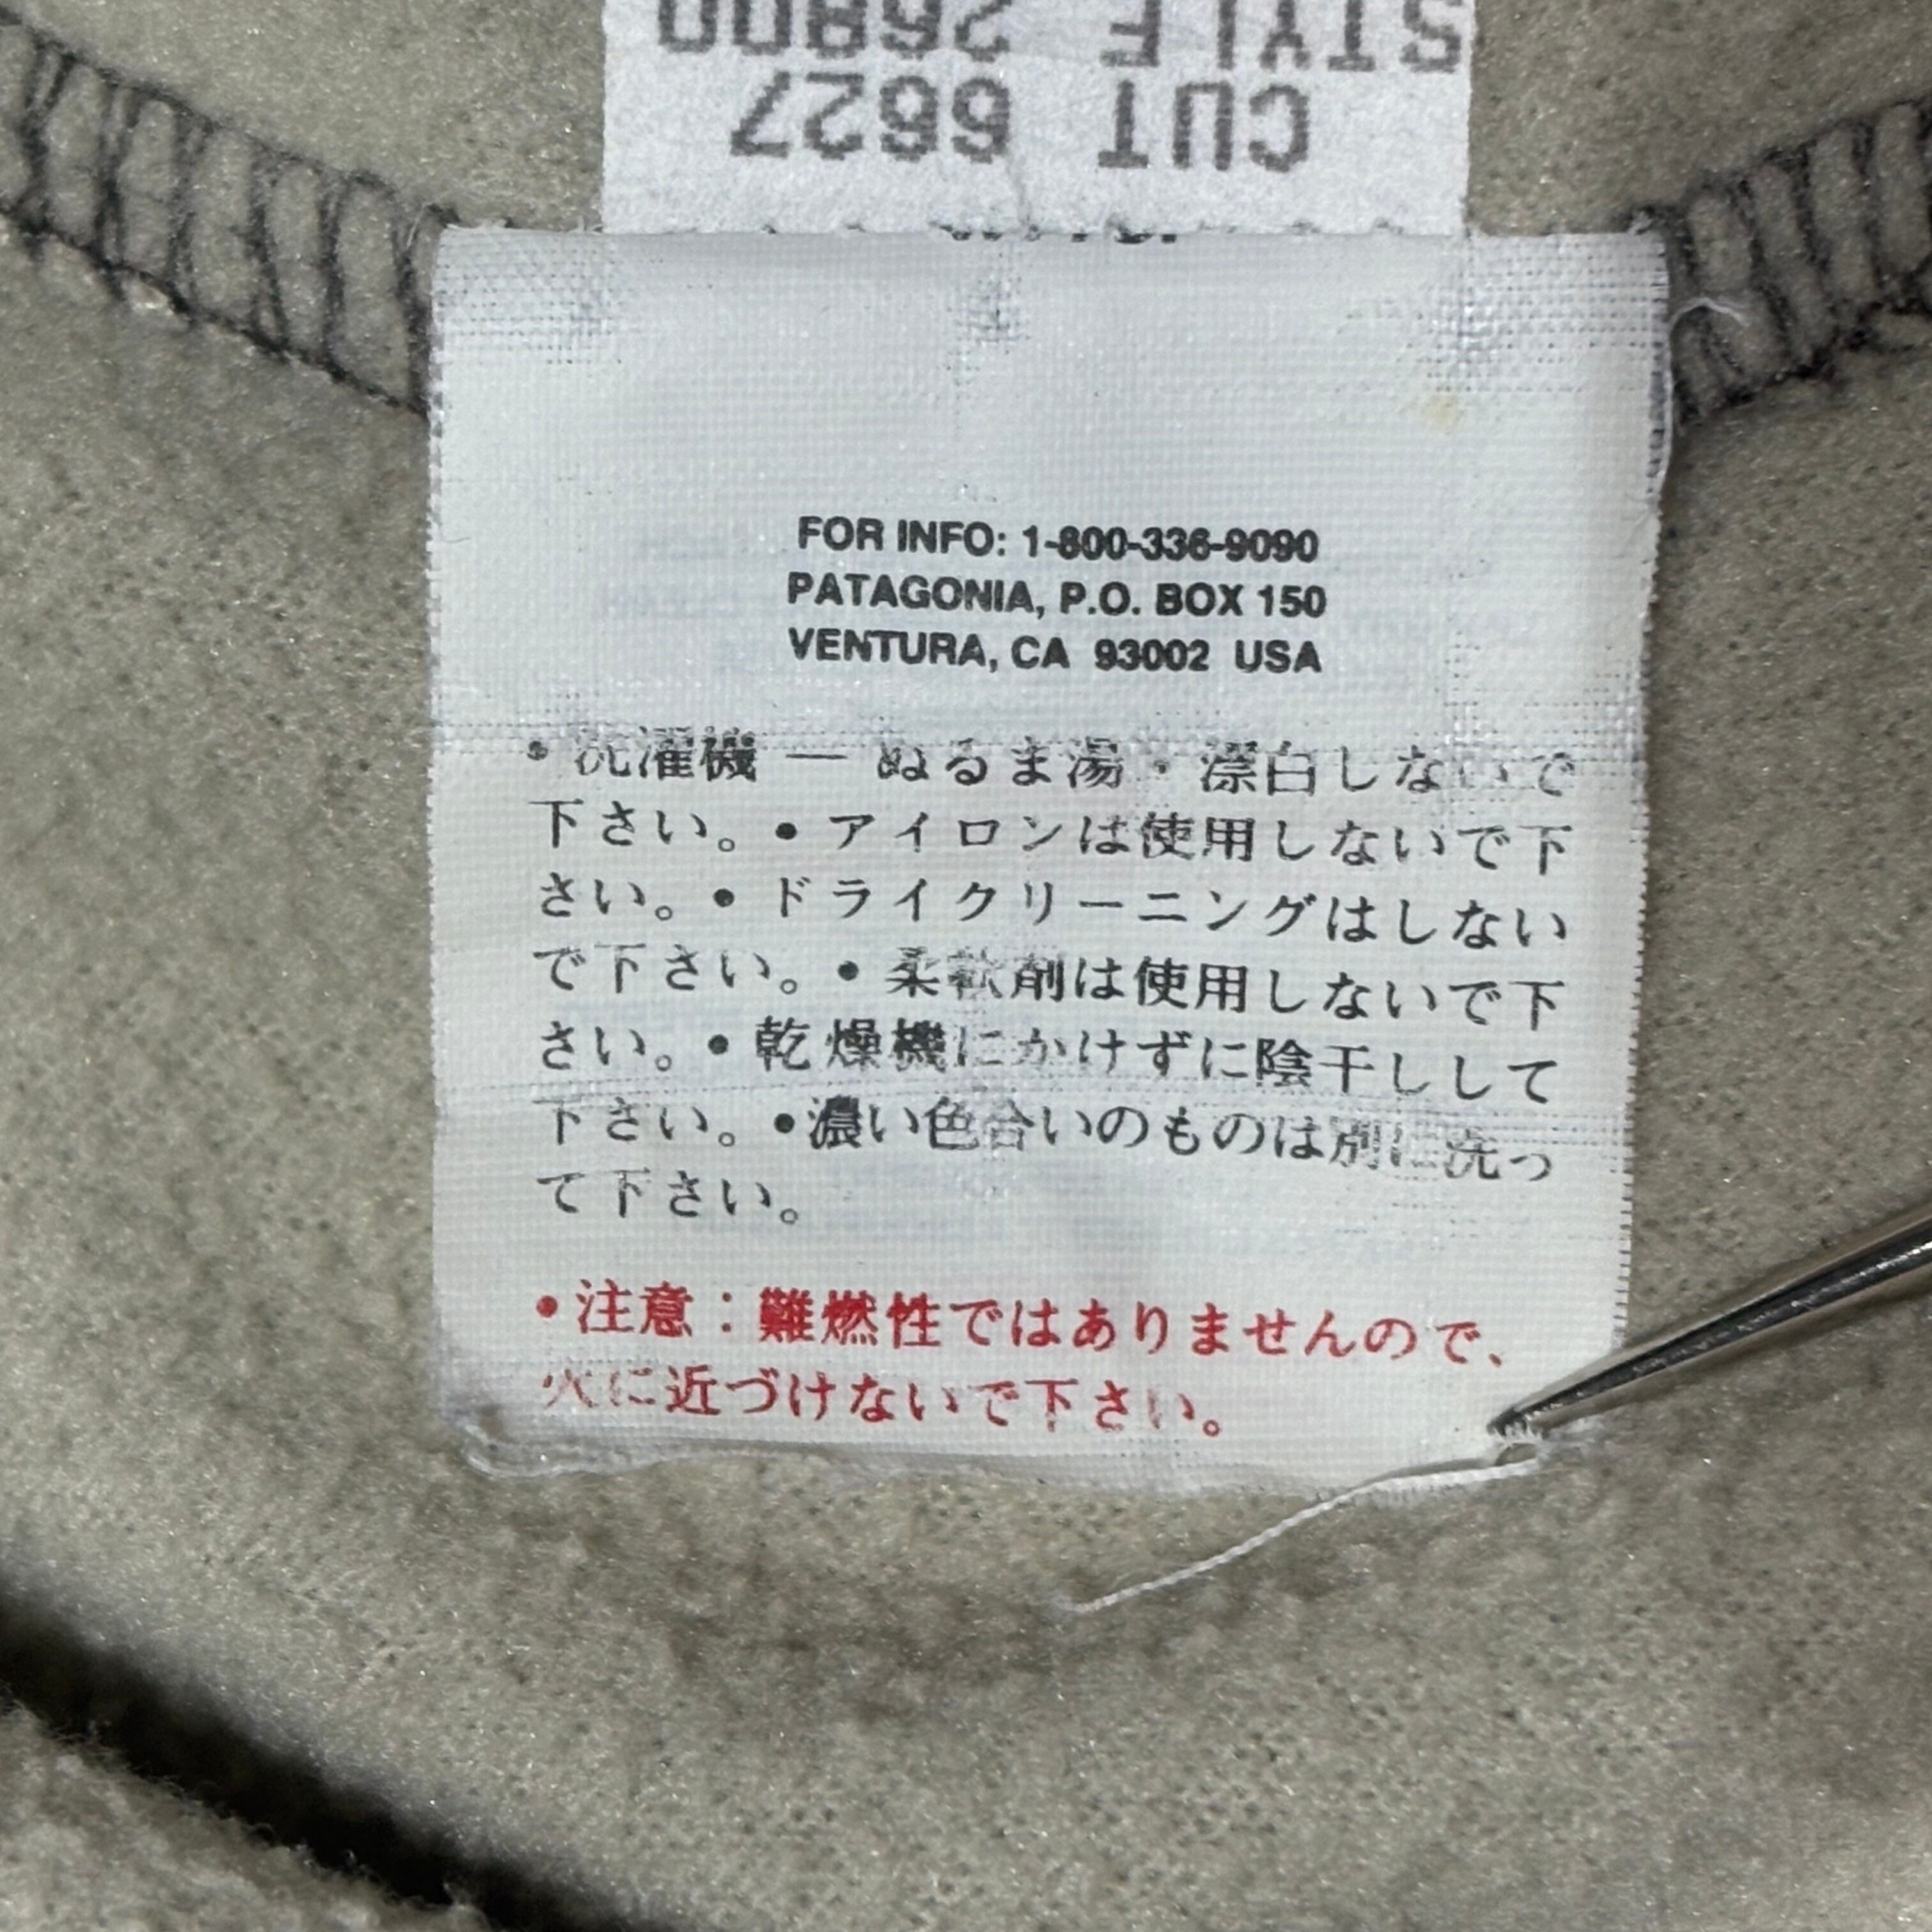 STYLE 26800
CUT 6627
FOR INFO: 1-800-336-9090
PATAGONIA, P.O. BOX 150
VENTURA, CA 93002 USA
• 洗濯機 — ぬるま湯 • 漂白しないで
下さい。• アイロンは使用しないで下
さい。• ドライクリーニングはしない
で下さい。• 柔軟剤は使用しないで下
さい。• 乾燥機にかけずに陰干しして
下さい。•濃い色合いのものは別に洗っ
て下さい。
•注意：難燃性ではありませんので、
火に近づけないで下さい。